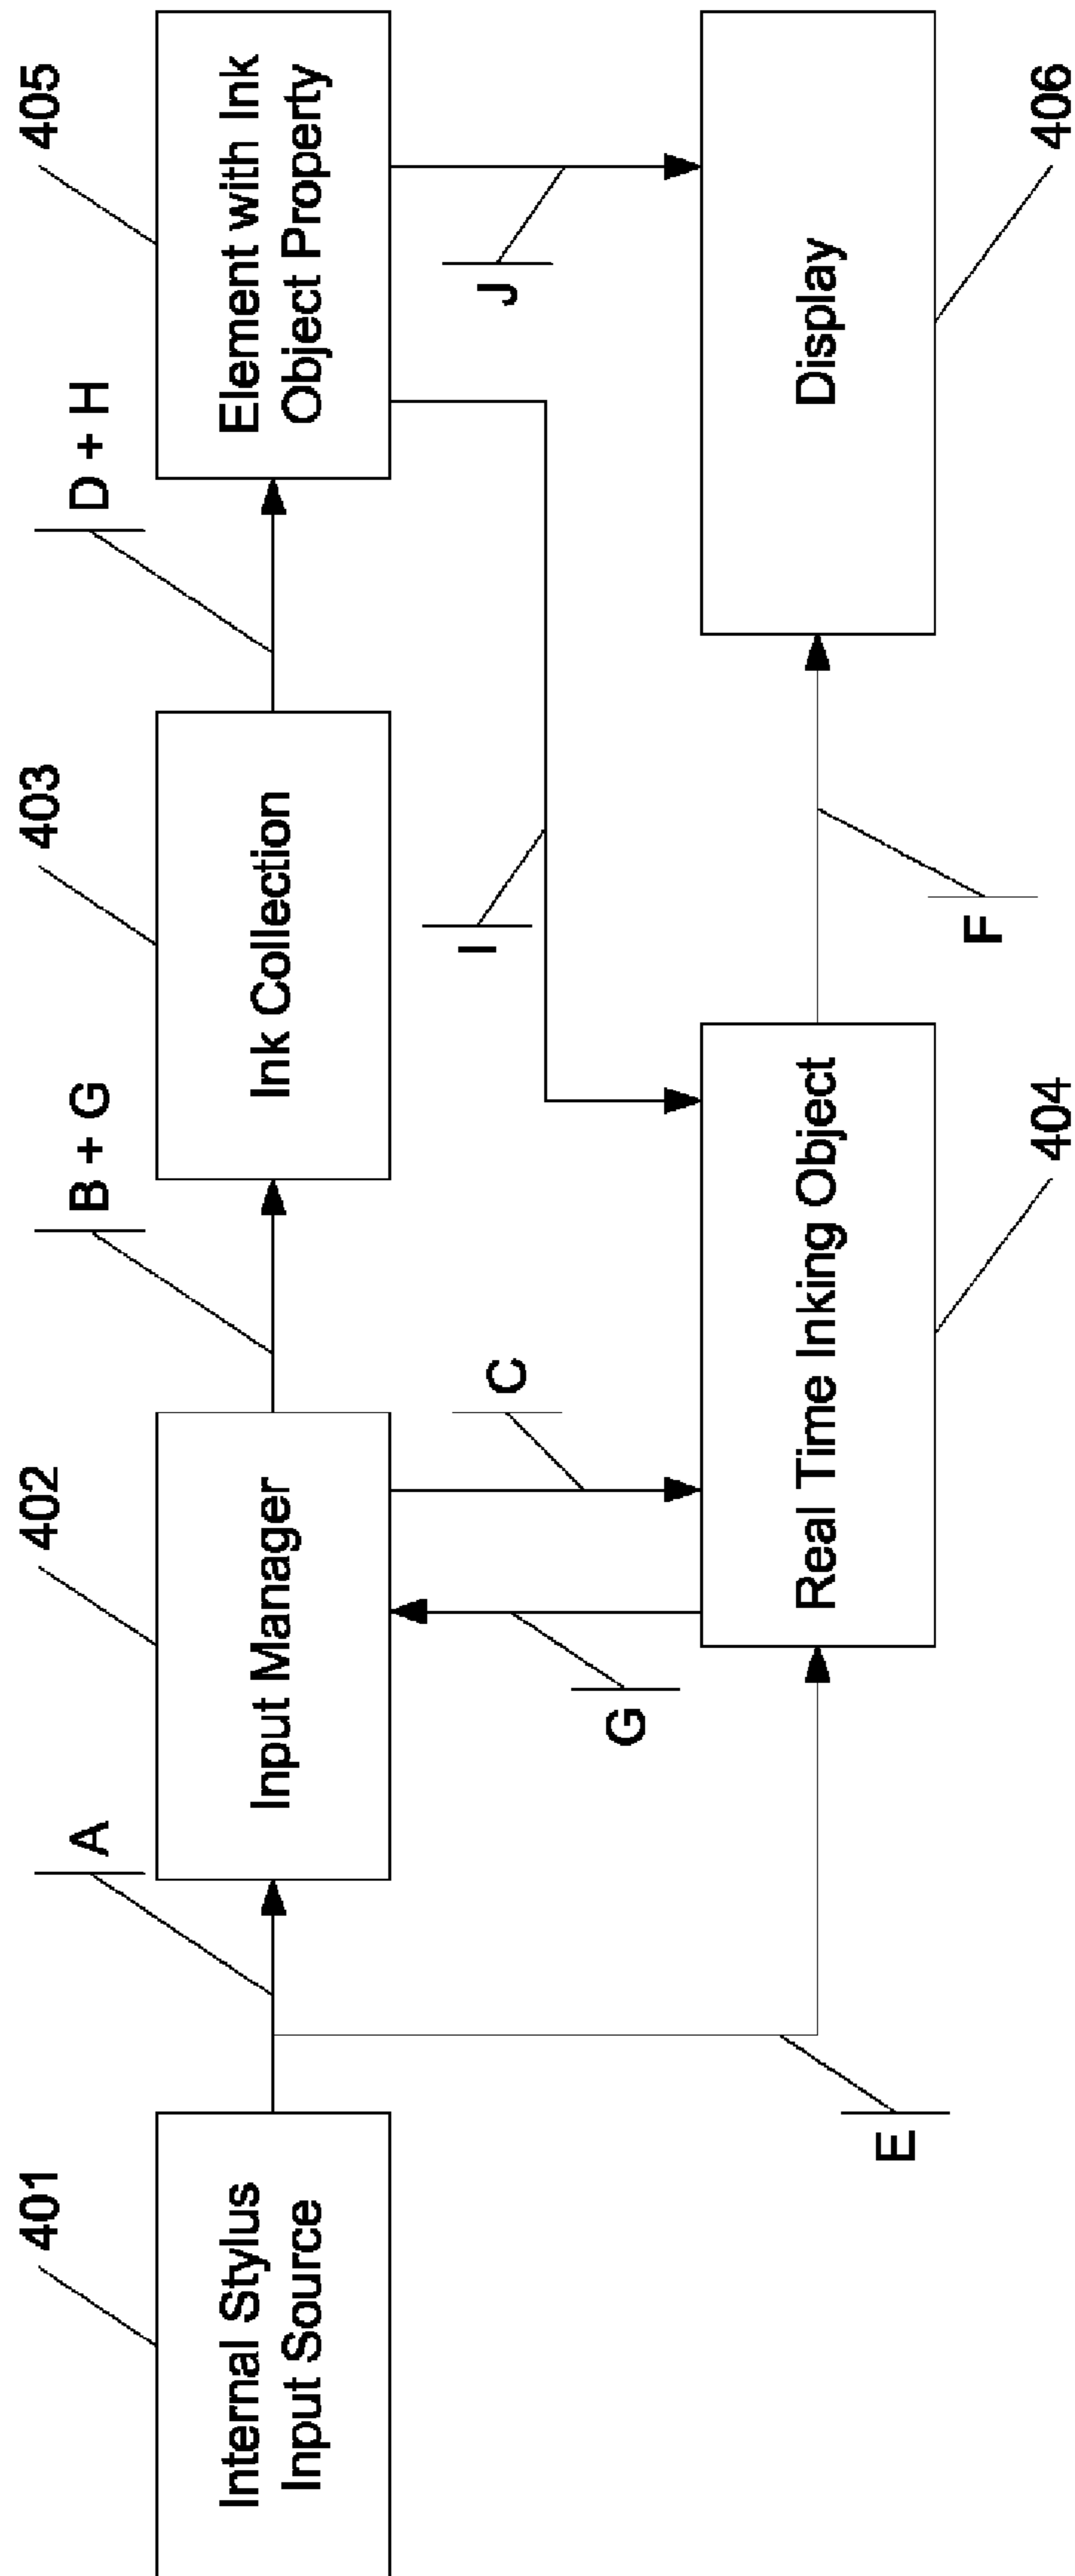 401
402
403
405
A
B + G
D + H
Internal Stylus
Input Source
Input Manager
Ink Collection
Element with Ink
Object Property
G
C
I
J
Real Time Inking Object
Display
E
F
404
406